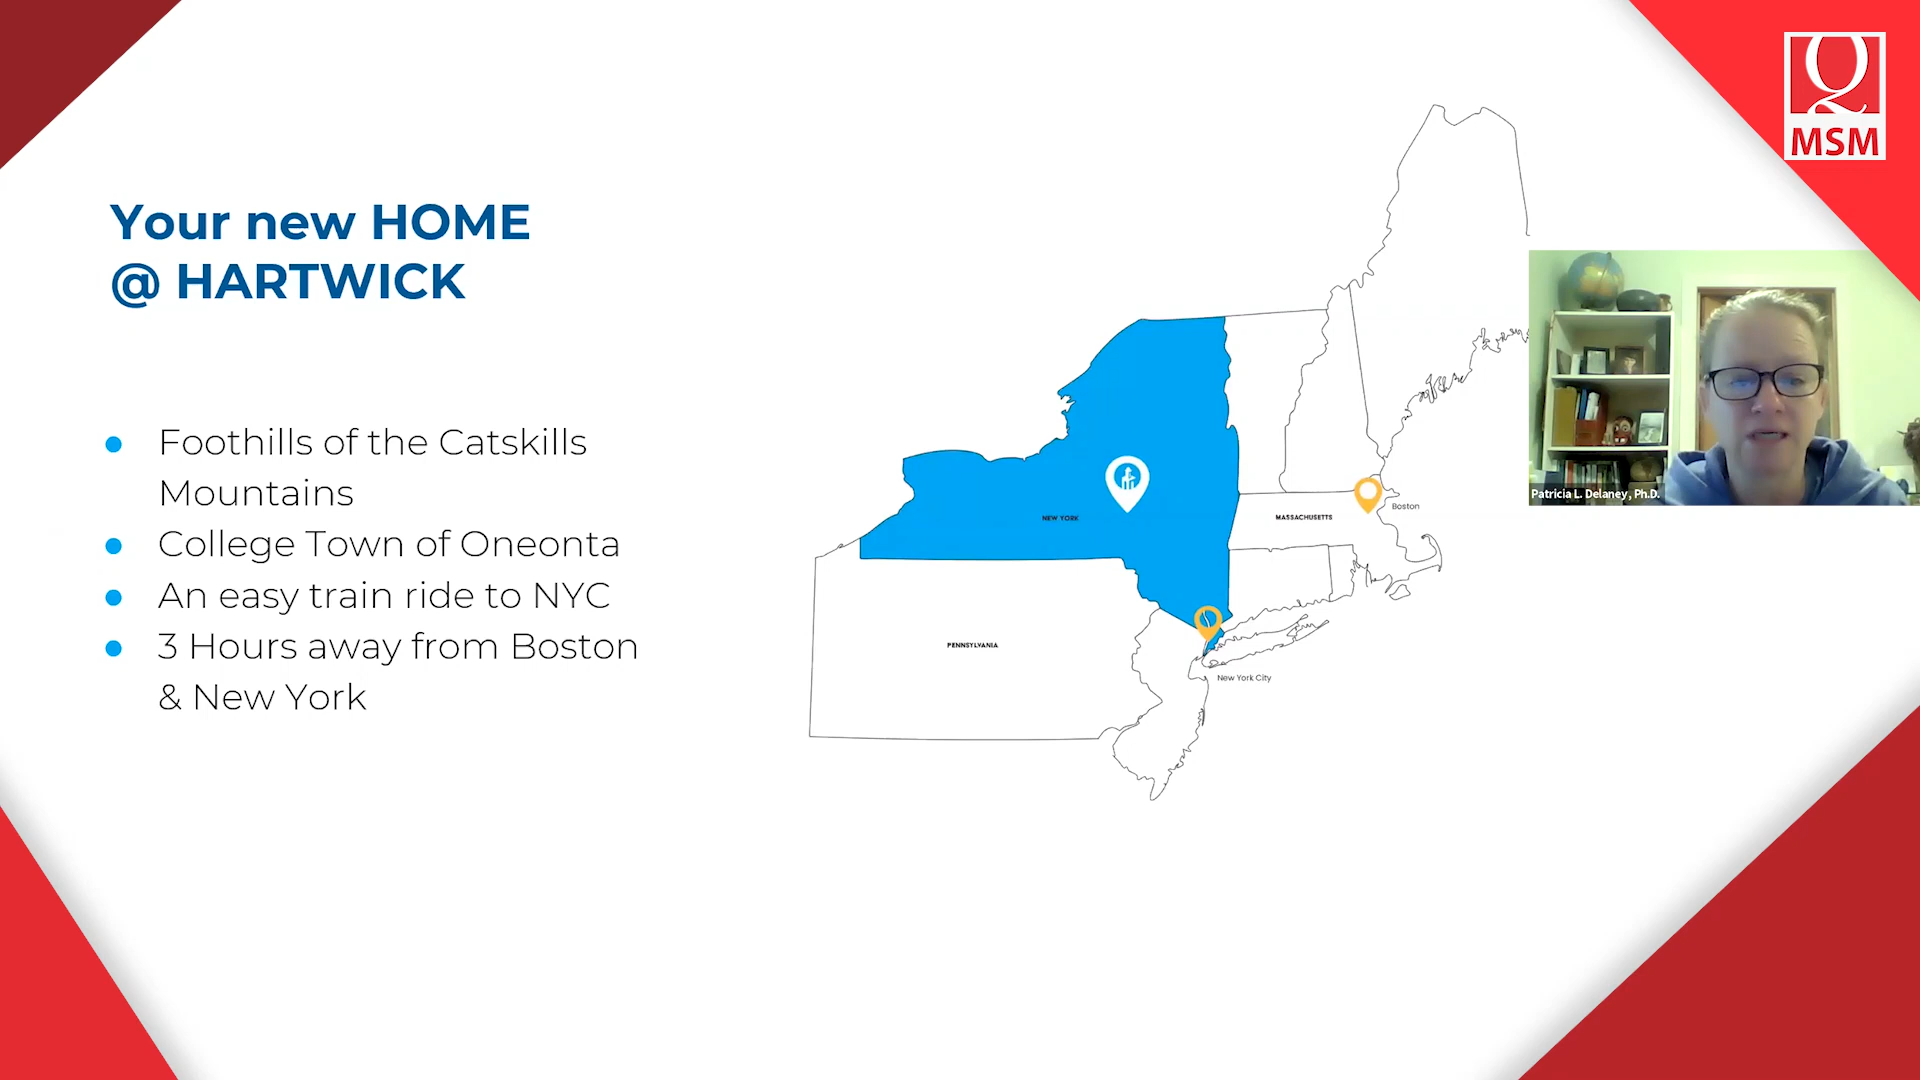 Q
MSM
Your new HOME
@ HARTWICK
Foothills of the Catskills
Mountains
College Town of Oneonta
An easy train ride to NYC
3 Hours away from Boston
& New York
NEW YORK
MASSACHUSETTS
Boston
PENNSYLVANIA
New York City
Patricia L. Delaney, Ph.D.